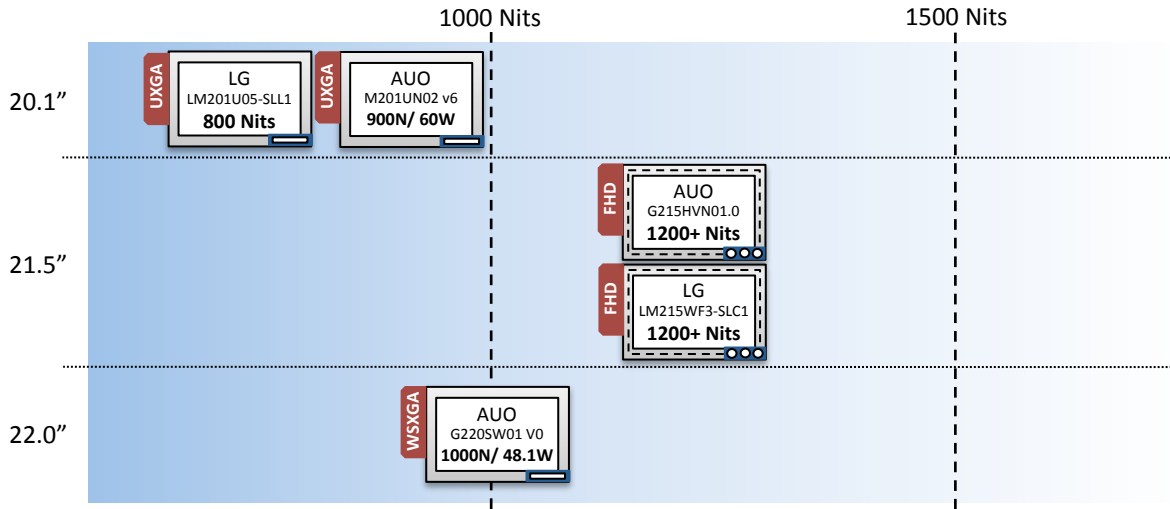 1000 Nits
1500 Nits
20.1”
UXGA
LG
LM201U05-SLL1
800 Nits
UXGA
AUO
M201UN02 v6
900N/ 60W
21.5”
FHD
AUO
G215HVN01.0
1200+ Nits
FHD
LG
LM215WF3-SLC1
1200+ Nits
22.0”
WSXGA
AUO
G220SW01 V0
1000N/ 48.1W